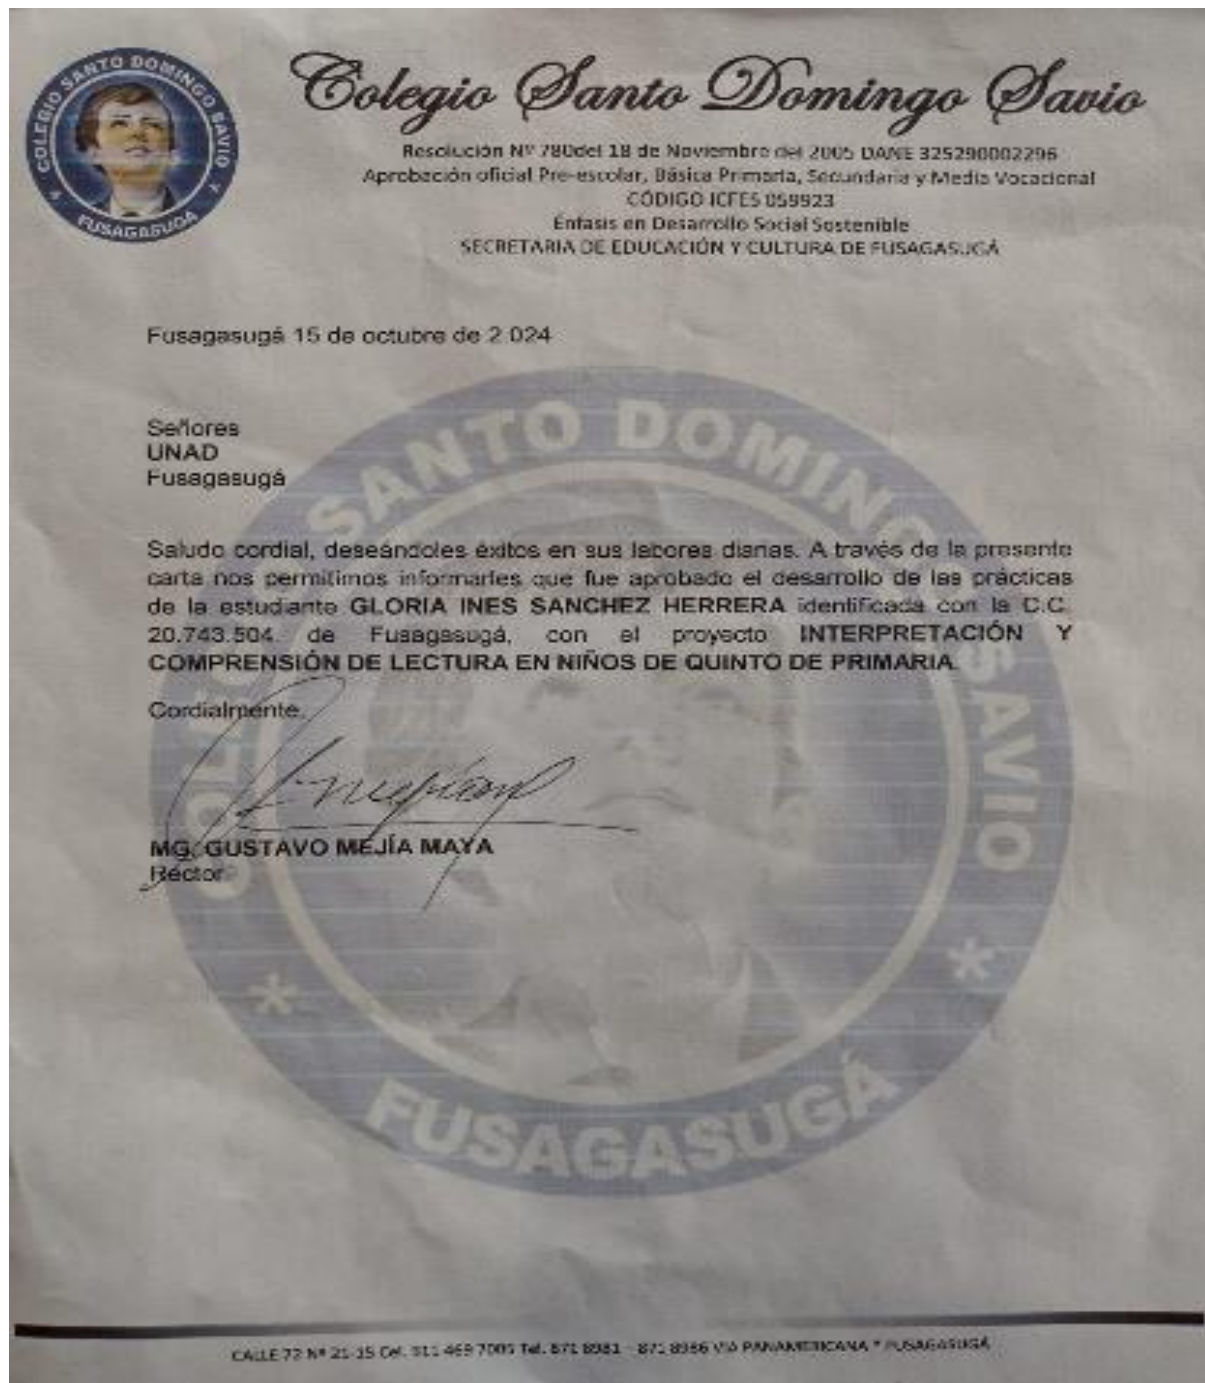 COLEGIO SANTO DOMINGO SAVIO
FUSAGASUGÁ
Colegio Santo Domingo Savio
Resolución Nº 780del 18 de Noviembre del 2005 DANE 325290002296
Aprobación oficial Pre-escolar, Básica Primaria, Secundaria y Media Vocacional
CÓDIGO ICFES 059923
Énfasis en Desarrollo Social Sostenible
SECRETARIA DE EDUCACIÓN Y CULTURA DE FUSAGASUGÁ
Fusagasugá 15 de octubre de 2.024
Señores
UNAD
Fusagasugá
Saludo cordial, deseándoles éxitos en sus labores diarias. A través de la presente
carta nos permitimos informarles que fue aprobado el desarrollo de las prácticas
de la estudiante GLORIA INES SANCHEZ HERRERA identificada con la C.C.
20.743.504. de Fusagasugá, con el proyecto INTERPRETACIÓN Y
COMPRENSIÓN DE LECTURA EN NIÑOS DE QUINTO DE PRIMARIA.
Cordialmente,
MG. GUSTAVO MEJÍA MAYA
Rector
COLEGIO SANTO DOMINGO SAVIO
FUSAGASUGÁ
CALLE 22 Nº 21-15 Cel. 311 469 7005 Tel. 871 8981 - 871 8986 VIA PANAMERICANA * FUSAGASUGÁ